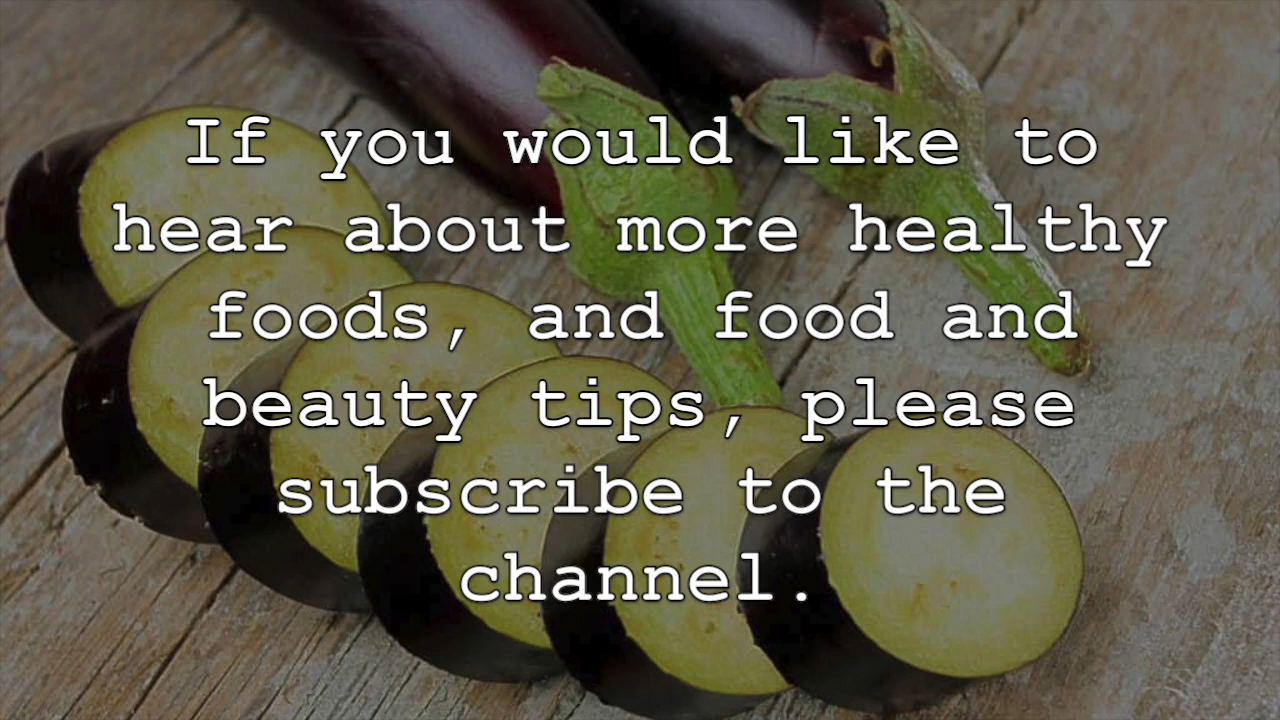 If you would like to
hear about more healthy
foods, and food and
beauty tips, please
subscribe to the
channel.